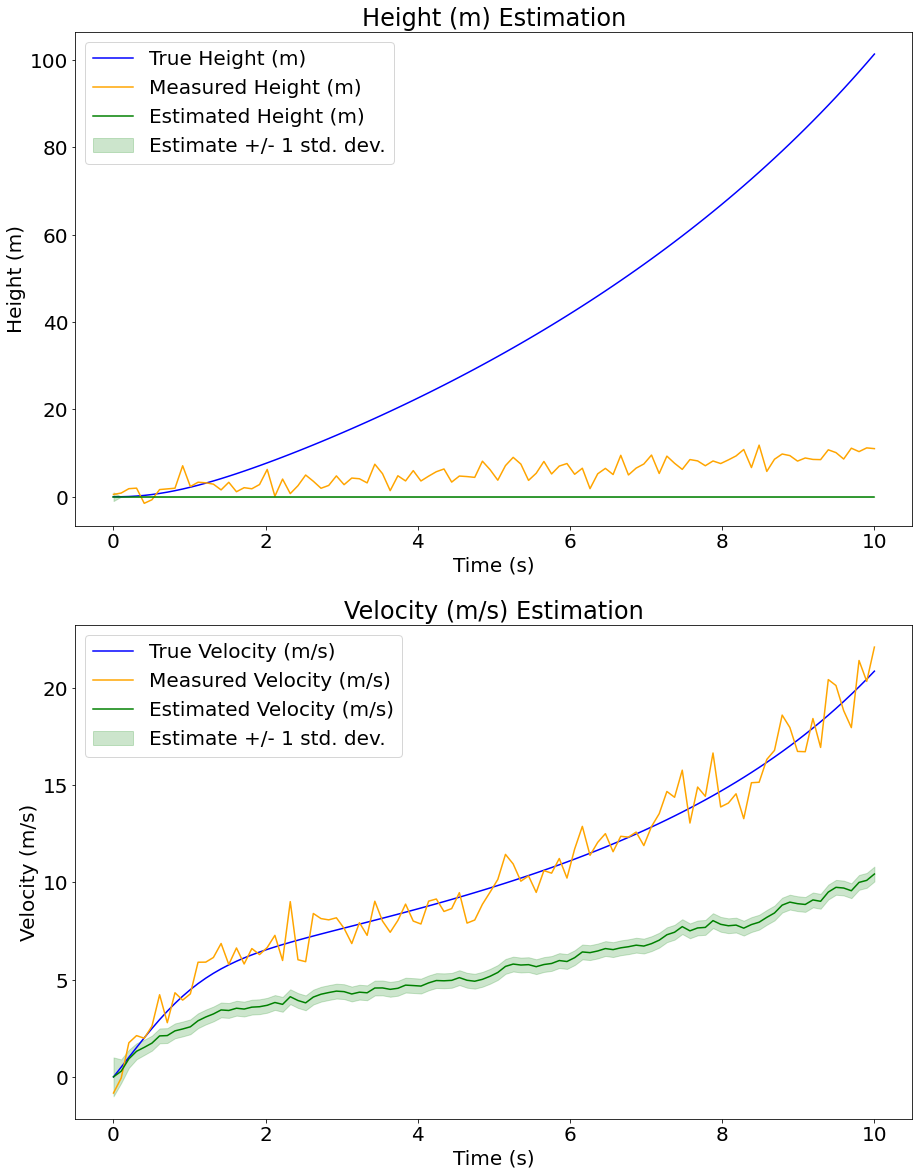 Height (m) Estimation
True Height (m)
Measured Height (m)
Estimated Height (m)
Estimate +/- 1 std. dev.
Height (m)
100
80
60
40
20
0
0 2 4 6 8 10
Time (s)
Velocity (m/s) Estimation
True Velocity (m/s)
Measured Velocity (m/s)
Estimated Velocity (m/s)
Estimate +/- 1 std. dev.
Velocity (m/s)
20
15
10
5
0
0 2 4 6 8 10
Time (s)